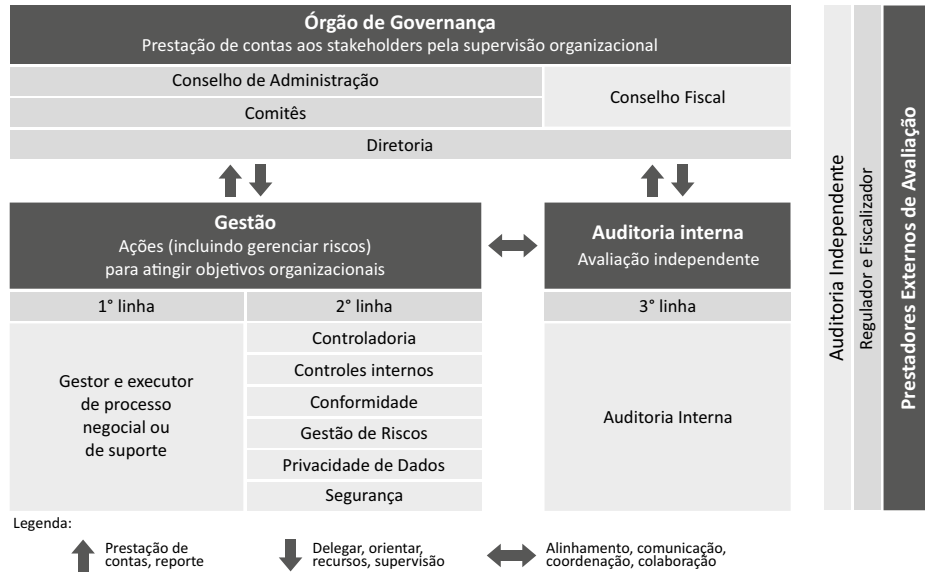 Órgão de Governança
Prestação de contas aos stakeholders pela supervisão organizacional
Conselho de Administração
Comitês
Conselho Fiscal
Diretoria
Gestão
Ações (incluindo gerenciar riscos)
para atingir objetivos organizacionais
Auditoria interna
Avaliação independente
1° linha
2° linha
3° linha
Gestor e executor
de processo
negocial ou
de suporte
Controladoria
Controles internos
Conformidade
Gestão de Riscos
Privacidade de Dados
Segurança
Auditoria Interna
Auditoria Independente
Regulador e Fiscalizador
Prestadores Externos de Avaliação
Legenda:
Prestação de
contas, reporte
Delegar, orientar,
recursos, supervisão
Alinhamento, comunicação,
coordenação, colaboração